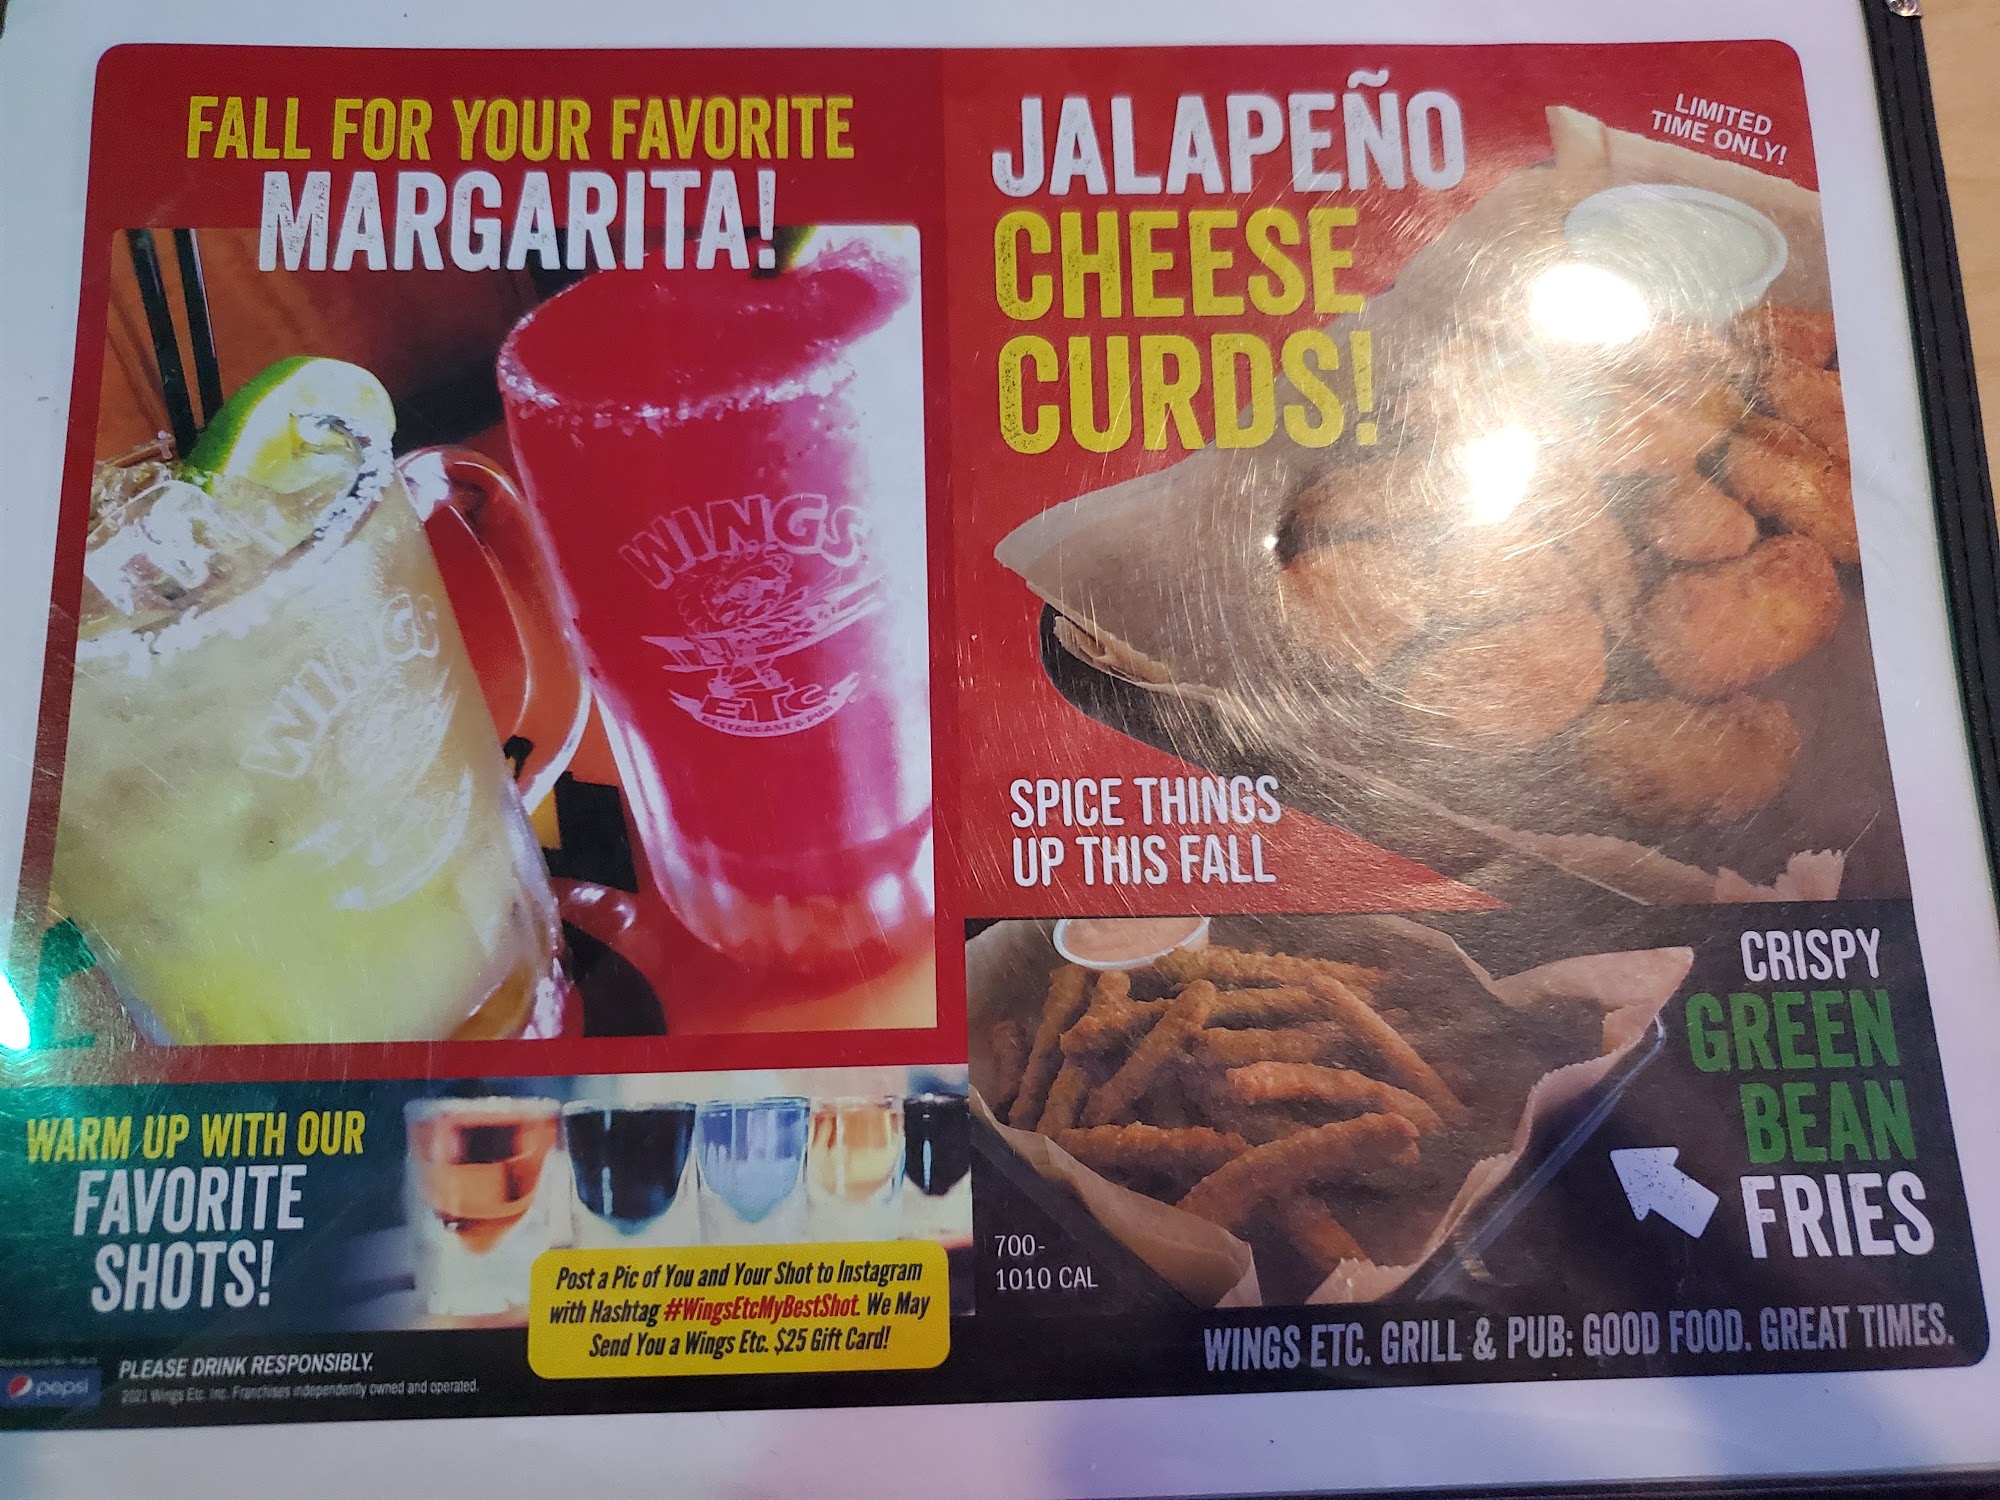 FALL FOR YOUR FAVORITE
MARGARITA!
WINGS
WINGS
ETC.
RESTAURANT & PUB
WARM UP WITH OUR
FAVORITE
SHOTS!
Post a Pic of You and Your Shot to Instagram
with Hashtag #WingsEtcMyBestShot. We May
Send You a Wings Etc. $25 Gift Card!
pepsi
PLEASE DRINK RESPONSIBLY.
2021 Wings Etc. Inc. Franchises independently owned and operated.
JALAPEÑO
CHEESE
CURDS!
LIMITED
TIME ONLY!
SPICE THINGS
UP THIS FALL
CRISPY
GREEN
BEAN
FRIES
700-
1010 CAL
WINGS ETC. GRILL & PUB: GOOD FOOD. GREAT TIMES.